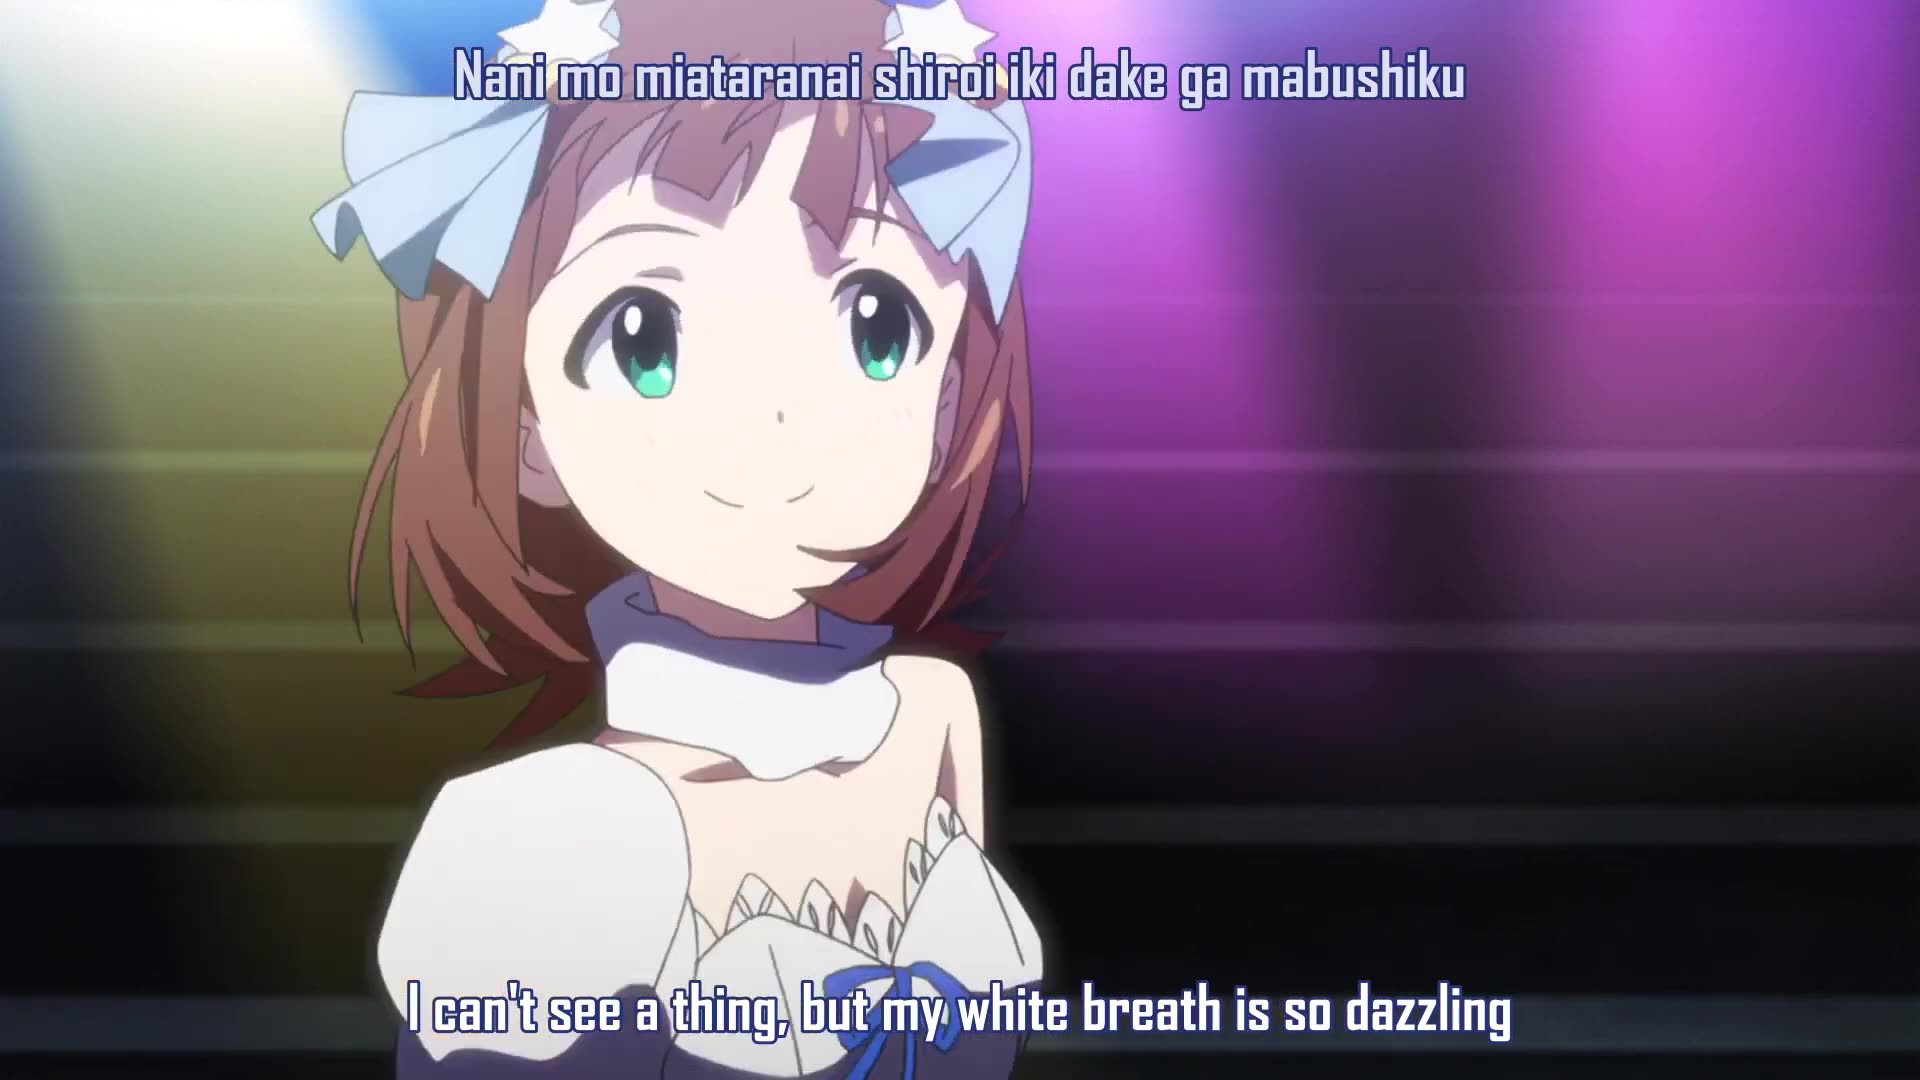 Nani mo miataranai shiroi iki dake ga mabushiku
I can't see a thing, but my white breath is so dazzling